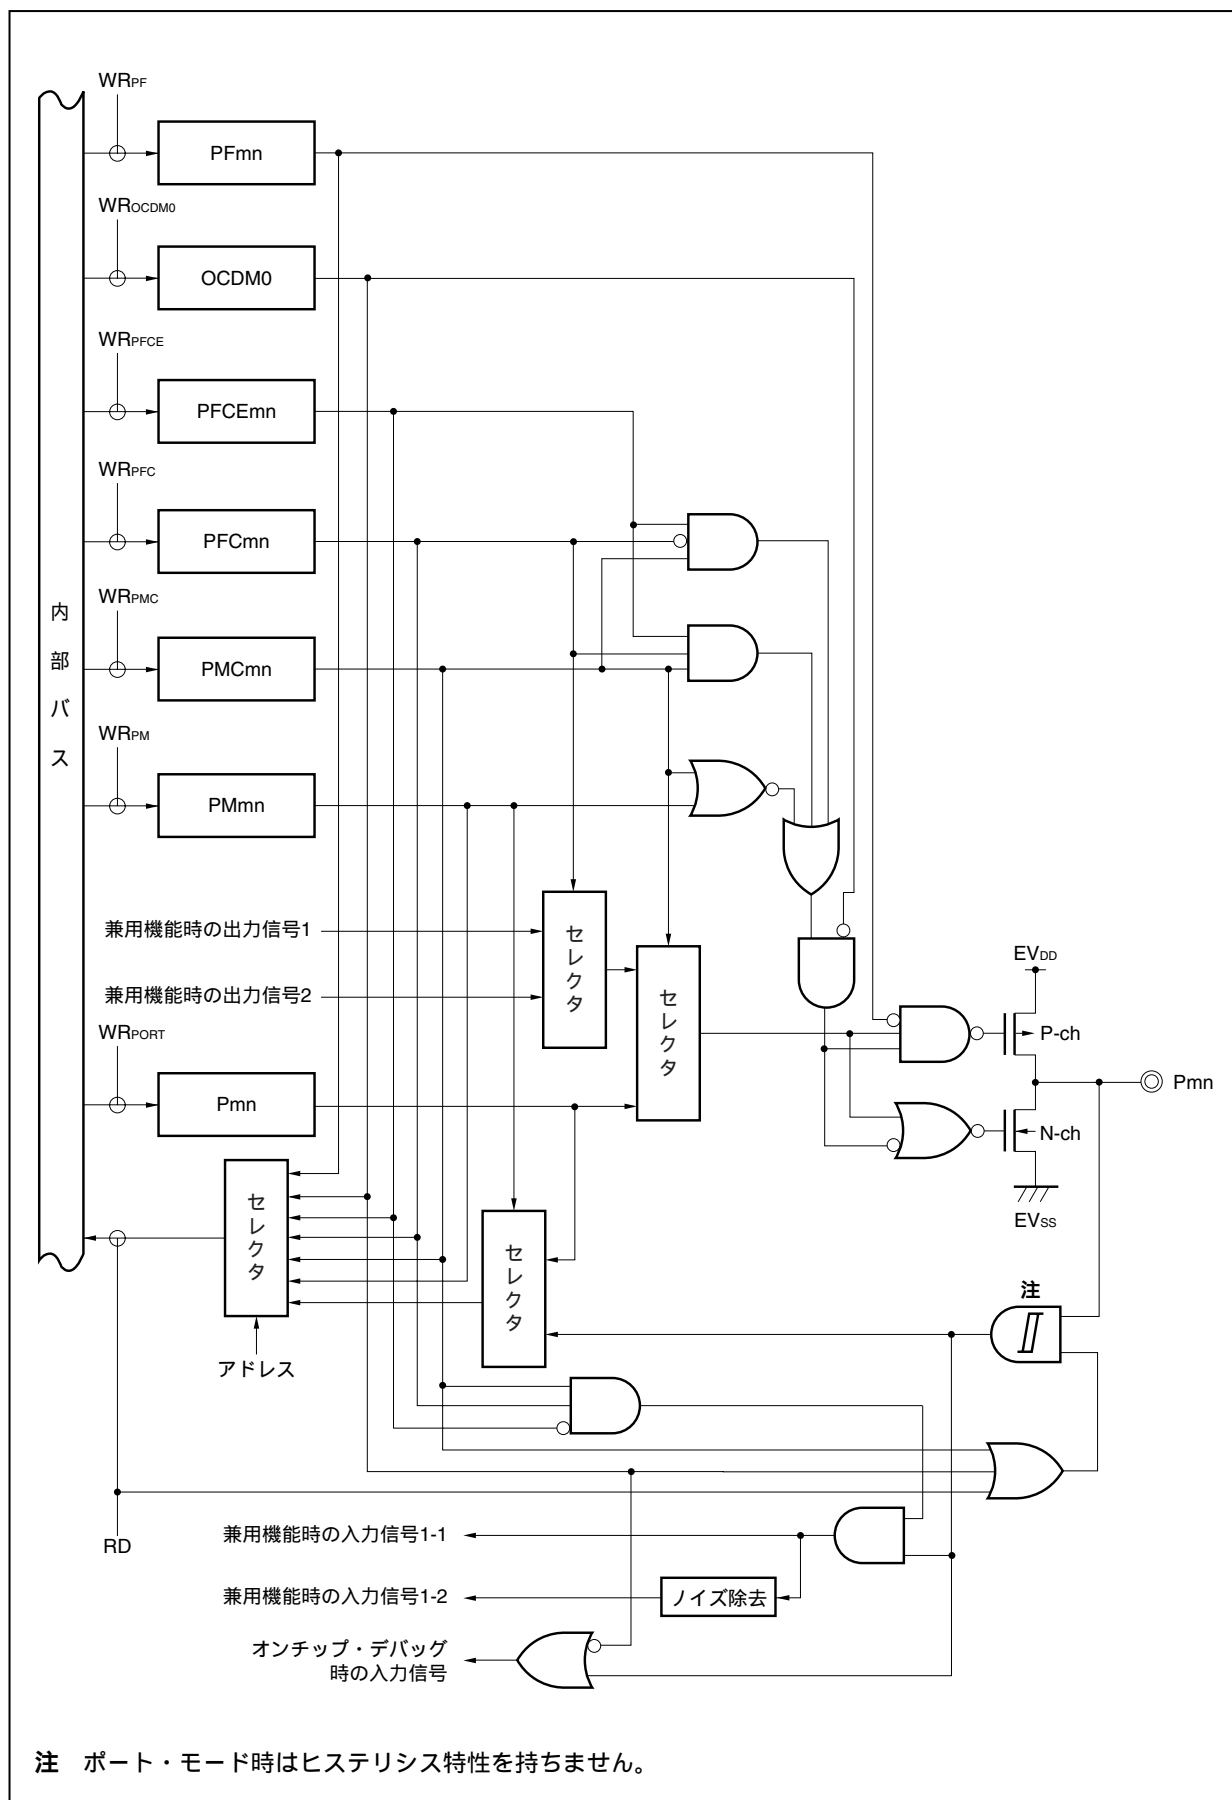 WRPF
PFmn
WROCDM0
OCDM0
WRPFCE
PFCEmn
WRPFC
PFCmn
WRPMC
PMCmn
内部バス
WRPM
PMmn
兼用機能時の出力信号1
セレクタ
兼用機能時の出力信号2
セレクタ
EVDD
WRPORT
P-ch
Pmn
Pmn
N-ch
セレクタ
EVSS
セレクタ
注
アドレス
RD
兼用機能時の入力信号1-1
兼用機能時の入力信号1-2
ノイズ除去
オンチップ・デバッグ
時の入力信号
注 ポート・モード時はヒステリシス特性を持ちません。